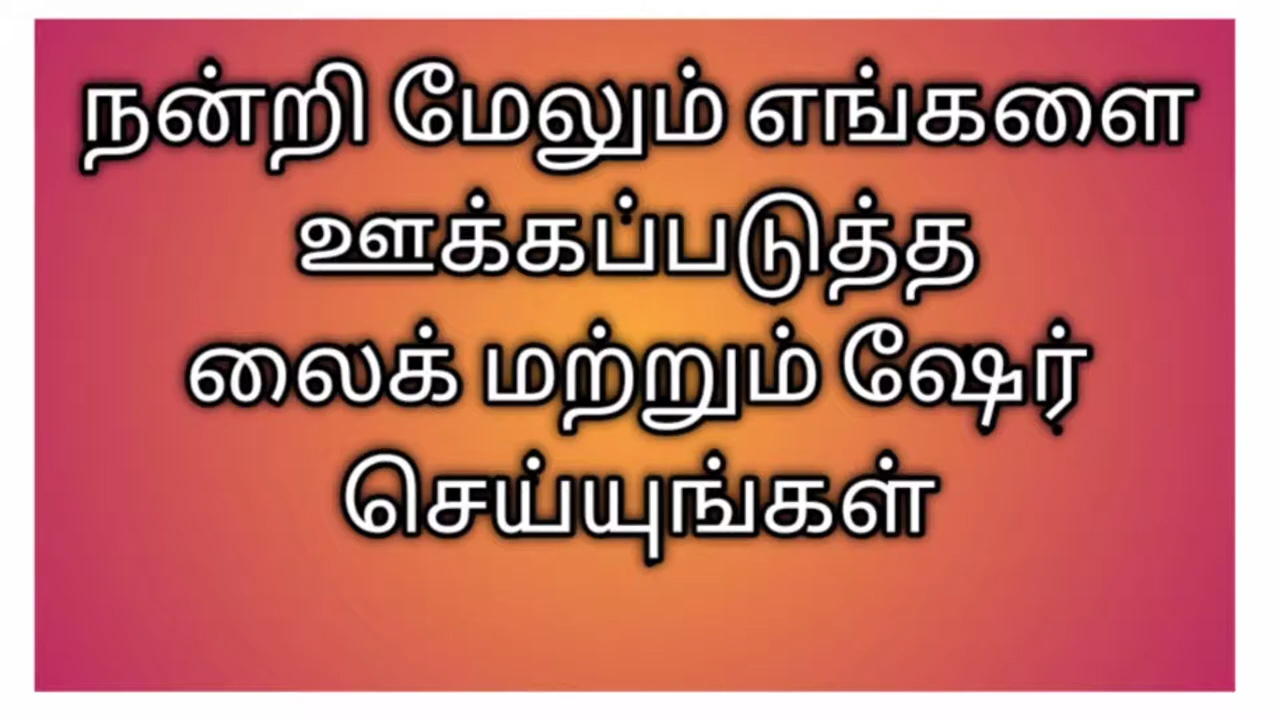 நன்றி மேலும் எங்களை
ஊக்கப்படுத்த
லைக் மற்றும் ஷேர்
செய்யுங்கள்